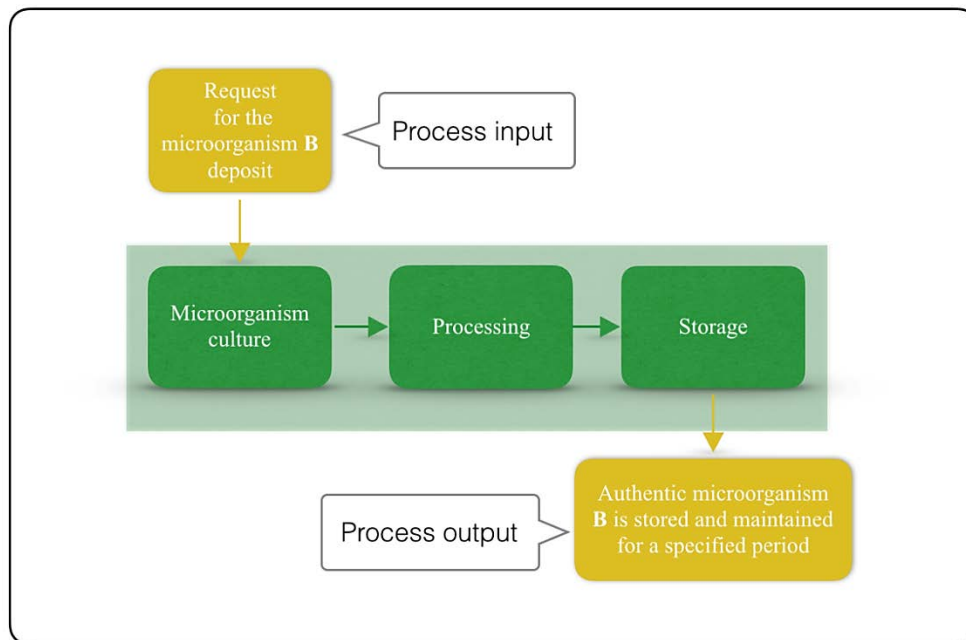 Request
for the
microorganism B
deposit
Process input
Microorganism
culture
Processing
Storage
Process output
Authentic microorganism
B is stored and maintained
for a specified period